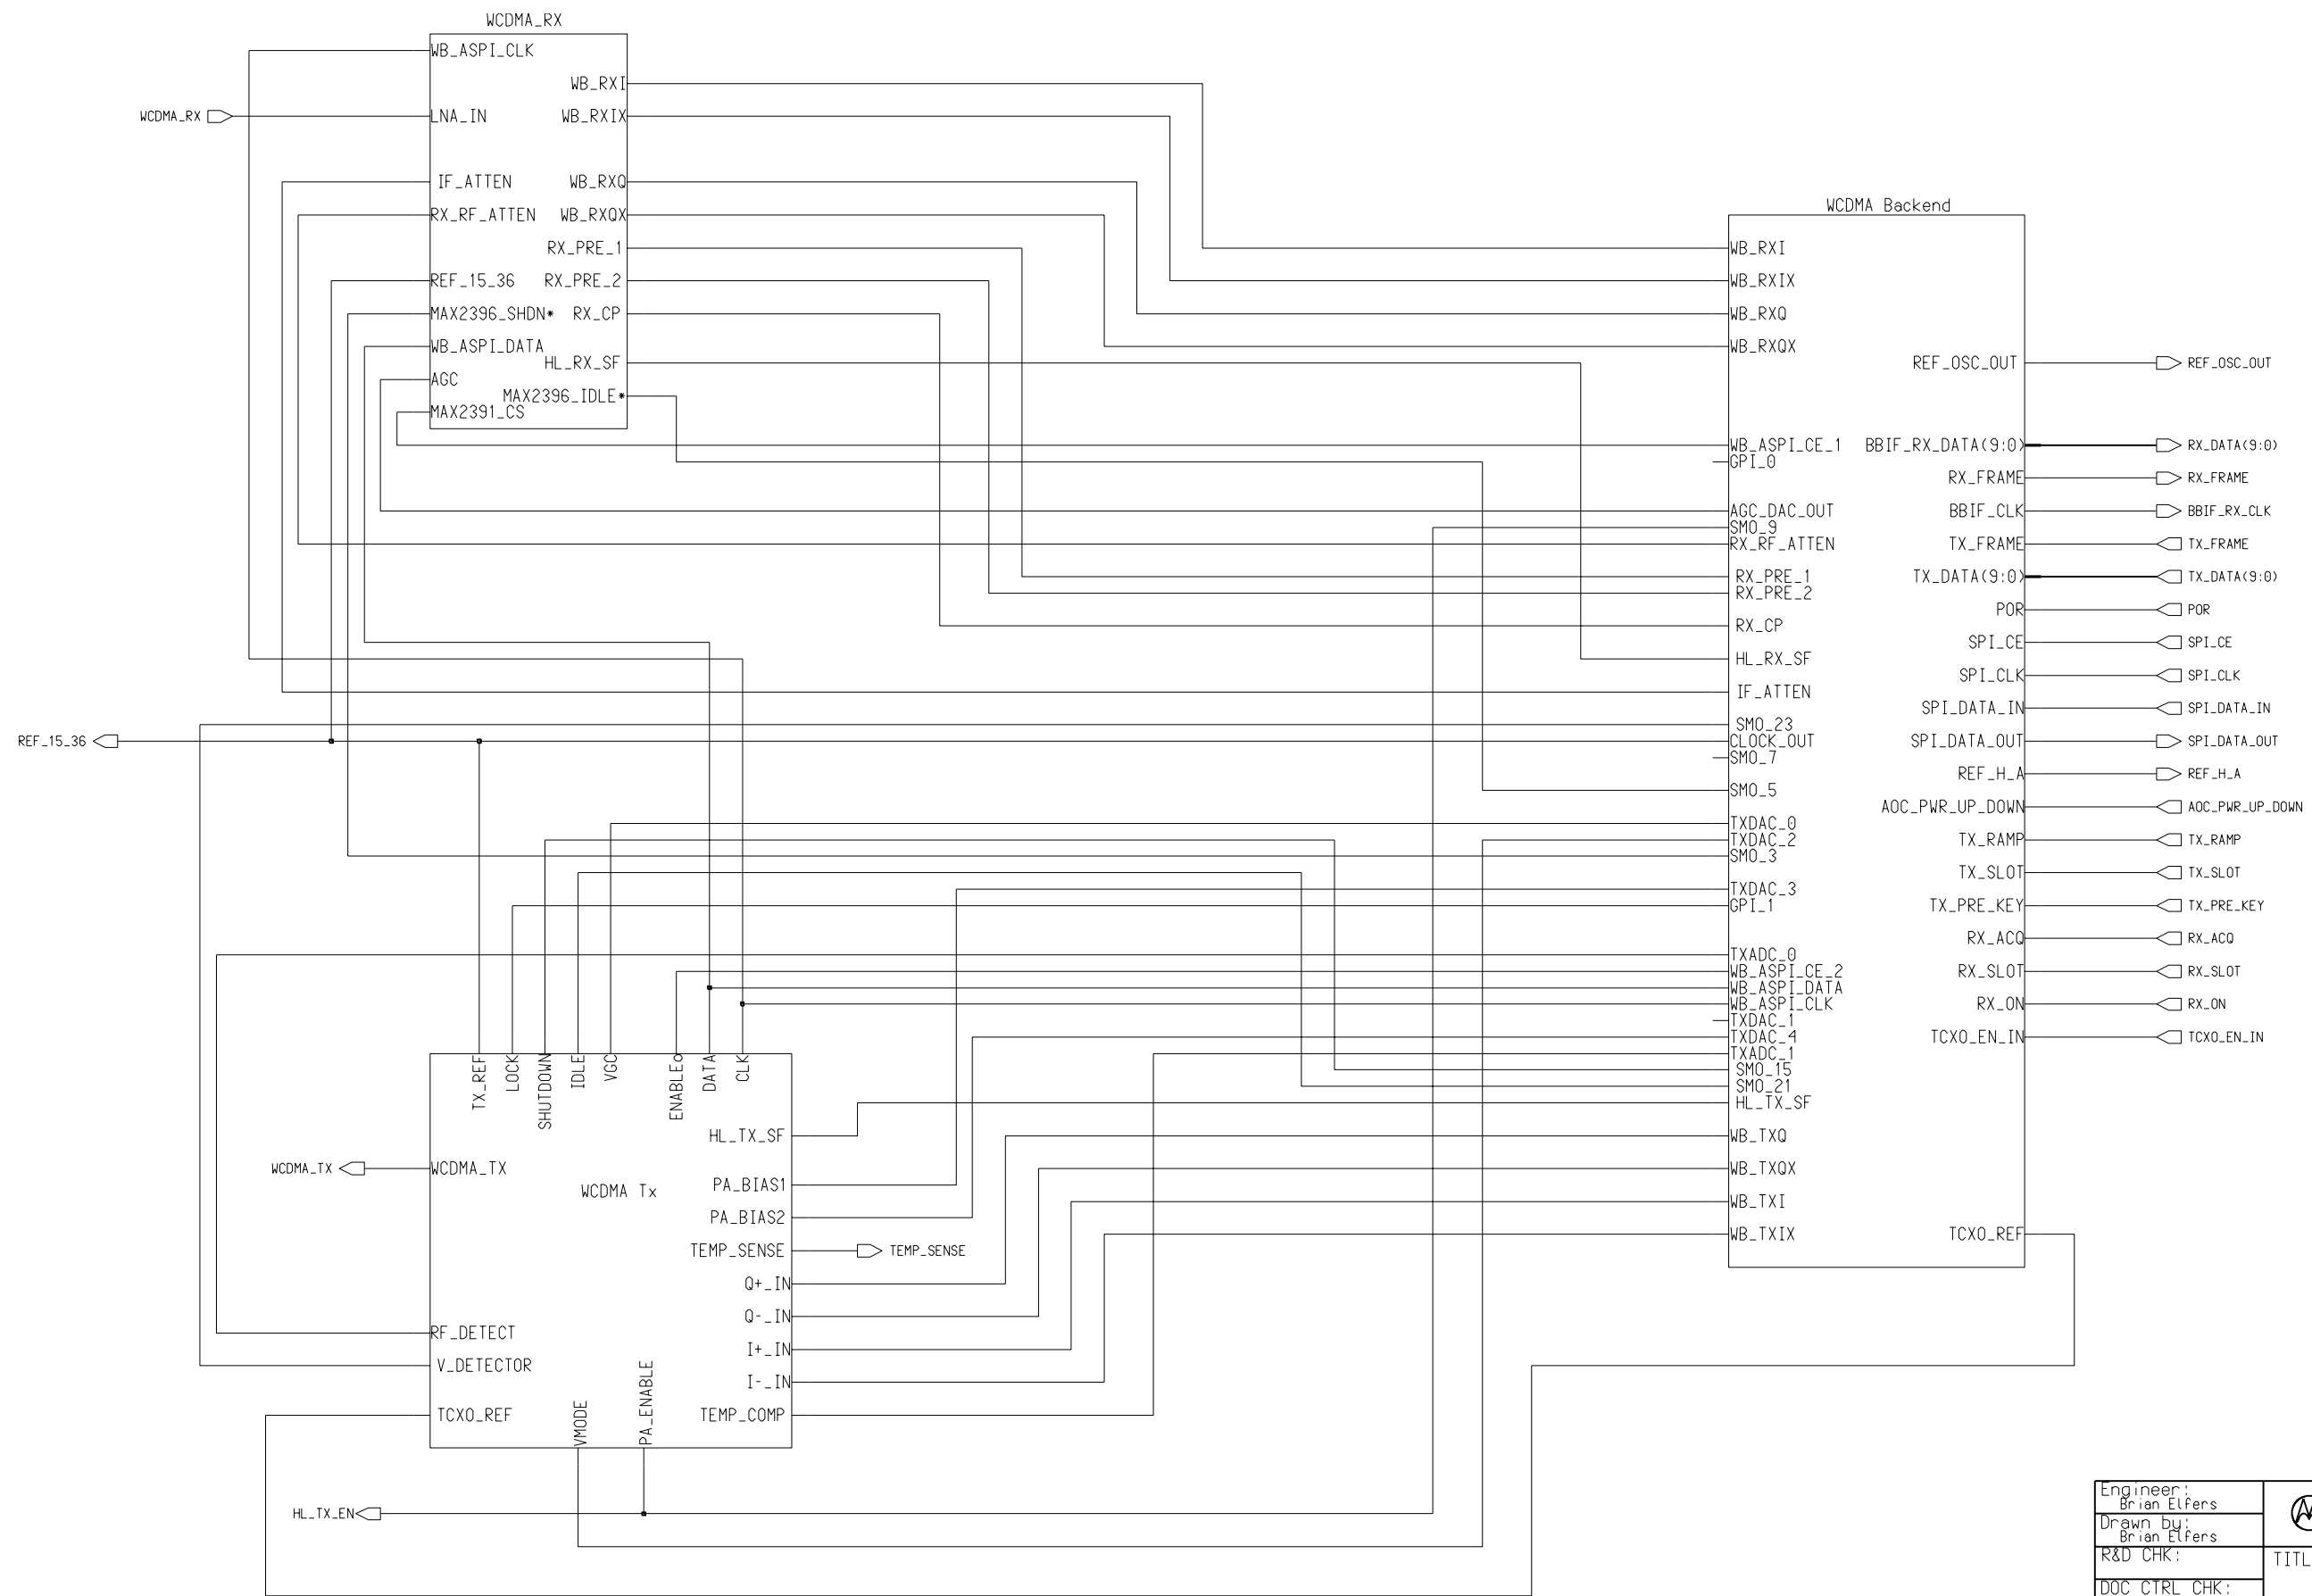 WCDMA_RX
WB_ASPI_CLK
WB_RXI
WCDMA_RX
LNA_IN
WB_RXIX
IF_ATTEN
WB_RXQ
RX_RF_ATTEN
WB_RXQX
RX_PRE_1
REF_15_36
RX_PRE_2
MAX2396_SHDN*
RX_CP
WB_ASPI_DATA
HL_RX_SF
AGC
MAX2396_IDLE*
MAX2391_CS
WCDMA Backend
WB_RXI
WB_RXIX
WB_RXQ
WB_RXQX
REF_OSC_OUT
REF_OSC_OUT
WB_ASPI_CE_1
BBIF_RX_DATA(9:0)
RX_DATA(9:0)
GPI_0
RX_FRAME
RX_FRAME
AGC_DAC_OUT
BBIF_CLK
BBIF_RX_CLK
SMO_9
RX_RF_ATTEN
TX_FRAME
TX_FRAME
RX_PRE_1
TX_DATA(9:0)
TX_DATA(9:0)
RX_PRE_2
POR
POR
RX_CP
SPI_CE
SPI_CE
HL_RX_SF
SPI_CLK
SPI_CLK
IF_ATTEN
SPI_DATA_IN
SPI_DATA_IN
SMO_23
REF_15_36
CLOCK_OUT
SPI_DATA_OUT
SPI_DATA_OUT
SMO_7
REF_H_A
REF_H_A
SMO_5
AOC_PWR_UP_DOWN
AOC_PWR_UP_DOWN
TXDAC_0
TXDAC_2
TX_RAMP
TX_RAMP
SMO_3
TX_SLOT
TX_SLOT
TXDAC_3
GPI_1
TX_PRE_KEY
TX_PRE_KEY
RX_ACQ
RX_ACQ
TXADC_0
WB_ASPI_CE_2
RX_SLOT
RX_SLOT
WB_ASPI_DATA
WB_ASPI_CLK
RX_ON
RX_ON
TXDAC_1
TXDAC_4
TCXO_EN_IN
TCXO_EN_IN
TXADC_1
SMO_15
SMO_21
HL_TX_SF
WB_TXQ
WB_TXQX
WB_TXI
WB_TXIX
TCXO_REF
TX_REF
LOCK
SHUTDOWN
IDLE
VGC
ENABLEo
DATA
CLK
HL_TX_SF
WCDMA_TX
WCDMA_TX
WCDMA Tx
PA_BIAS1
PA_BIAS2
TEMP_SENSE
TEMP_SENSE
Q+_IN
Q-_IN
RF_DETECT
I+_IN
V_DETECTOR
I-_IN
TCXO_REF
VMODE
PA_ENABLE
TEMP_COMP
HL_TX_EN
Engineer:
Brian Elfers
Drawn by:
Brian Elfers
R&D CHK:
TITL
DOC CTRL CHK: